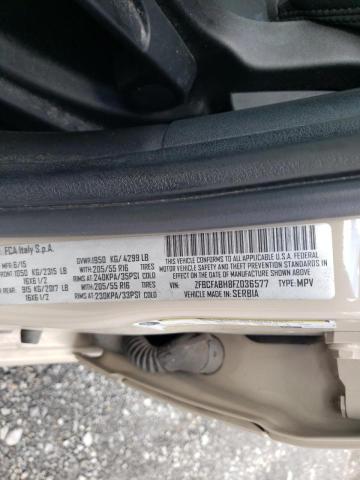 FCA Italy S.p.A.
MFG 6/15 GVWR:1950 KG/4299 LB
FRONT 1050 KG/2315 LB WITH 205/55 R16 TIRES
16X6 1/2 RIMS AT: 240KPA/35PSI COLD
REAR: 915 KG/2017 LB WITH 205/55 R16 TIRES
16X6 1/2 RIMS AT: 230KPA/33PSI COLD
THIS VEHICLE CONFORMS TO ALL APPLICABLE U.S.A. FEDERAL
MOTOR VEHICLE SAFETY, BUMPER, AND THEFT PREVENTION
STANDARDS IN EFFECT ON THE DATE OF MANUFACTURE SHOWN ABOVE.
VIN: ZFBCFABH8FZ036577 TYPE: MPV
MADE IN SERBIA